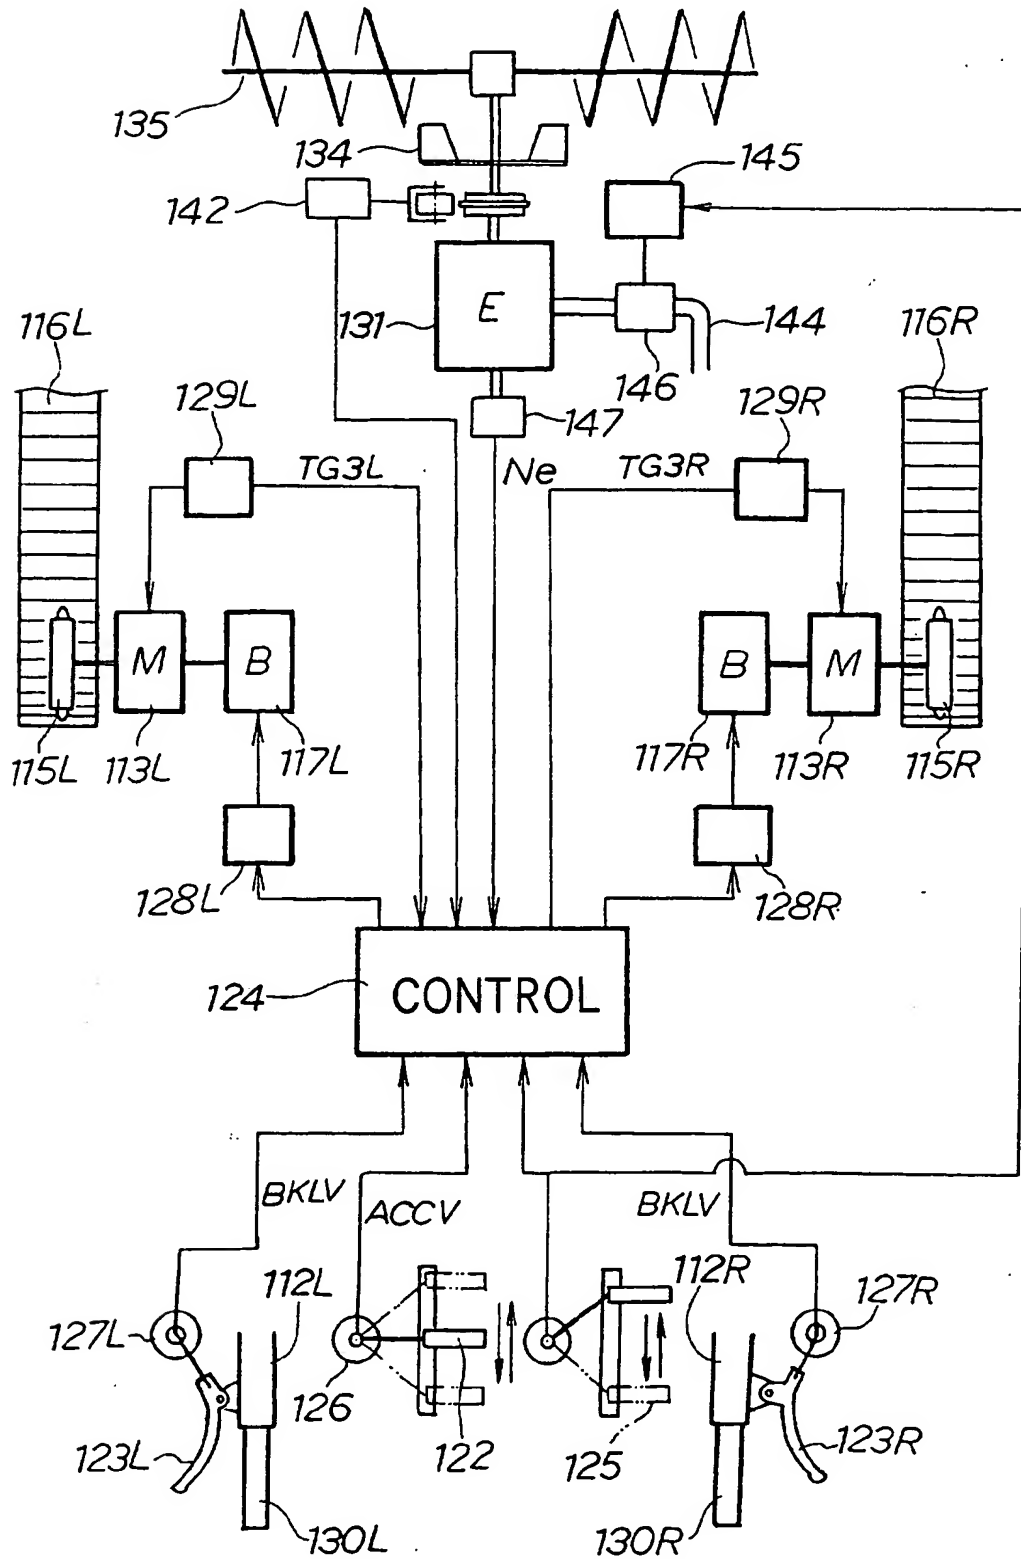 135
134
145
142
E
131
144
116L
116R
146
129L
129R
147
TG3L
Ne
TG3R
M
B
B
M
115L
113L
117L
117R
113R
115R
128L
128R
124
CONTROL
BKLV
ACCV
BKLV
112L
112R
127L
127R
126
123L
122
125
123R
130L
130R